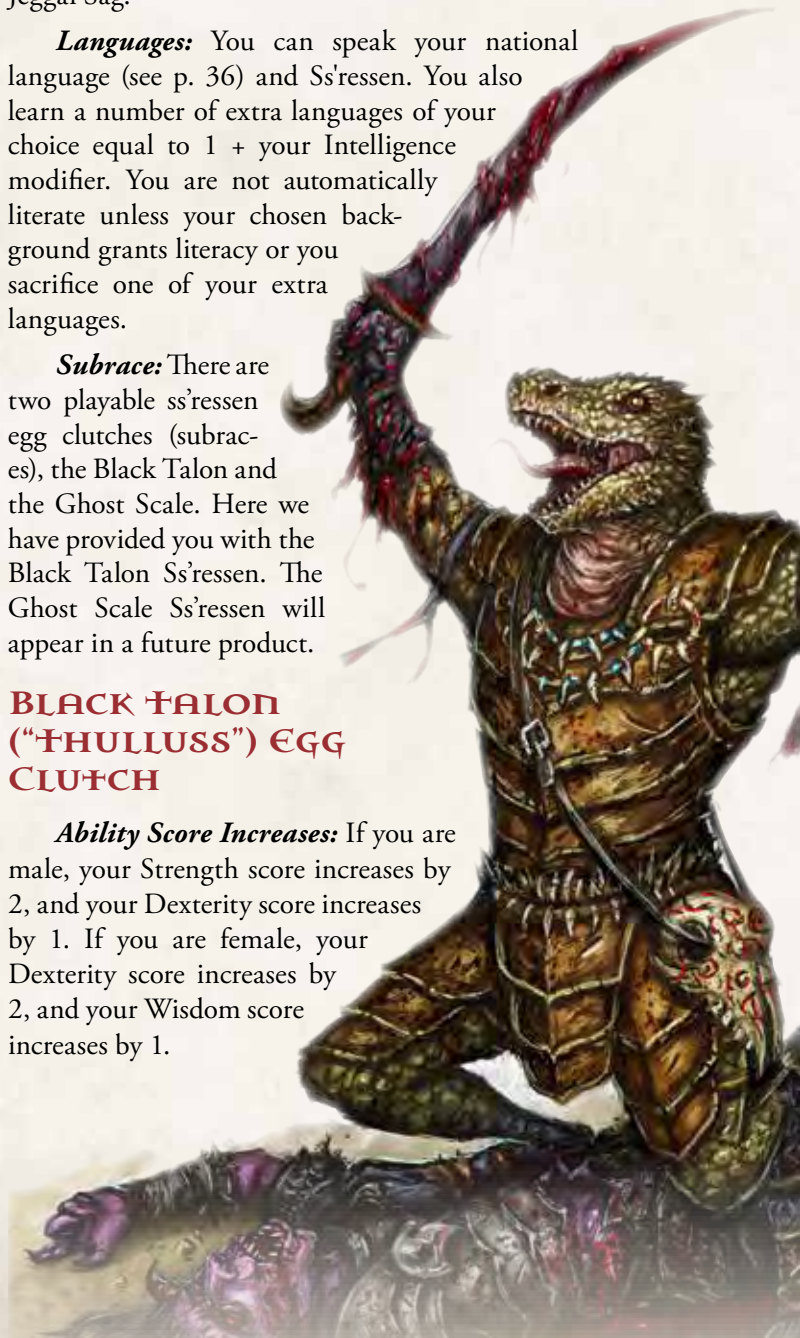 Jeggal Sag.
Languages: You can speak your national
language (see p. 36) and Ss'ressen. You also
learn a number of extra languages of your
choice equal to 1 + your Intelligence
modifier. You are not automatically
literate unless your chosen back-
ground grants literacy or you
sacrifice one of your extra
languages.
Subrace: There are
two playable ss’ressen
egg clutches (subrac-
es), the Black Talon and
the Ghost Scale. Here we
have provided you with the
Black Talon Ss’ressen. The
Ghost Scale Ss’ressen will
appear in a future product.
Black Talon
(“Thulluss”) Egg
Clutch
Ability Score Increases: If you are
male, your Strength score increases by
2, and your Dexterity score increases
by 1. If you are female, your
Dexterity score increases by
2, and your Wisdom score
increases by 1.